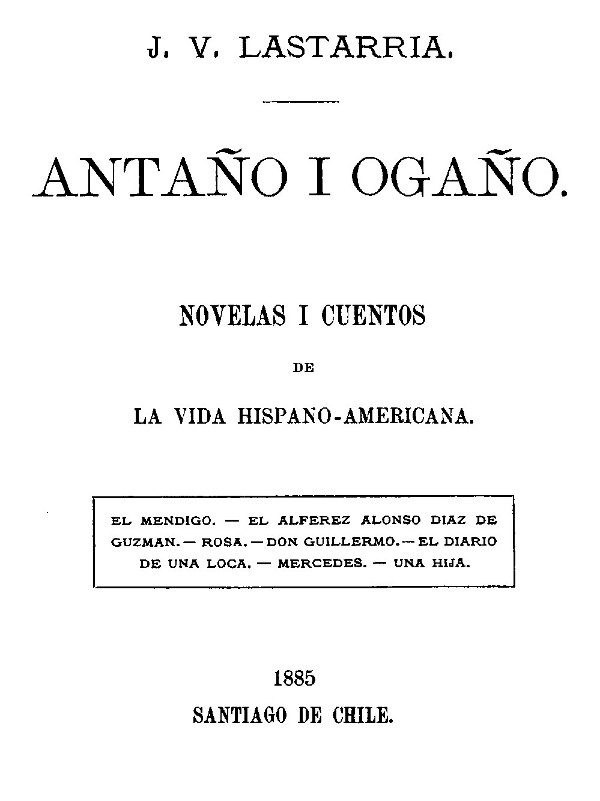 J. V. LASTARRIA.
ANTAÑO I OGAÑO.
NOVELAS I CUENTOS
DE
LA VIDA HISPANO-AMERICANA.
EL MENDIGO. — EL ALFEREZ ALONSO DIAZ DE
GUZMAN. — ROSA. — DON GUILLERMO. — EL DIARIO
DE UNA LOCA. — MERCEDES. — UNA HIJA.
1885
SANTIAGO DE CHILE.